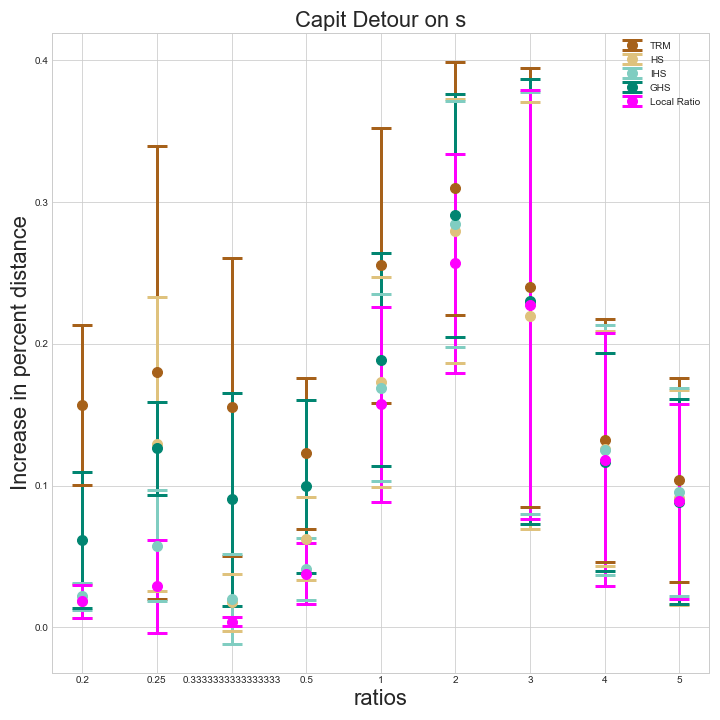 Capit Detour on s
TRM
HS
IHS
GHS
Local Ratio
Increase in percent distance
0.4
0.3
0.2
0.1
0.0
0.2
0.25
0.3333333333333333
0.5
1
2
3
4
5
ratios